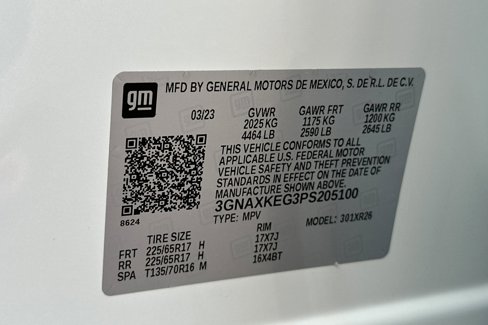 gm
MFD BY GENERAL MOTORS DE MEXICO, S. DE R.L. DE C.V.
03/23 GVWR GAWR FRT GAWR RR
2025 KG 1175 KG 1200 KG
4464 LB 2590 LB 2645 LB
THIS VEHICLE CONFORMS TO ALL
APPLICABLE U.S. FEDERAL MOTOR
VEHICLE SAFETY AND THEFT PREVENTION
STANDARDS IN EFFECT ON THE DATE OF
MANUFACTURE SHOWN ABOVE.
3GNAXKEG3PS205100
TYPE: MPV MODEL: 301XR26
8624
TIRE SIZE RIM
FRT 225/65R17 H 17X7J
RR 225/65R17 H 17X7J
SPA T135/70R16 M 16X4BT